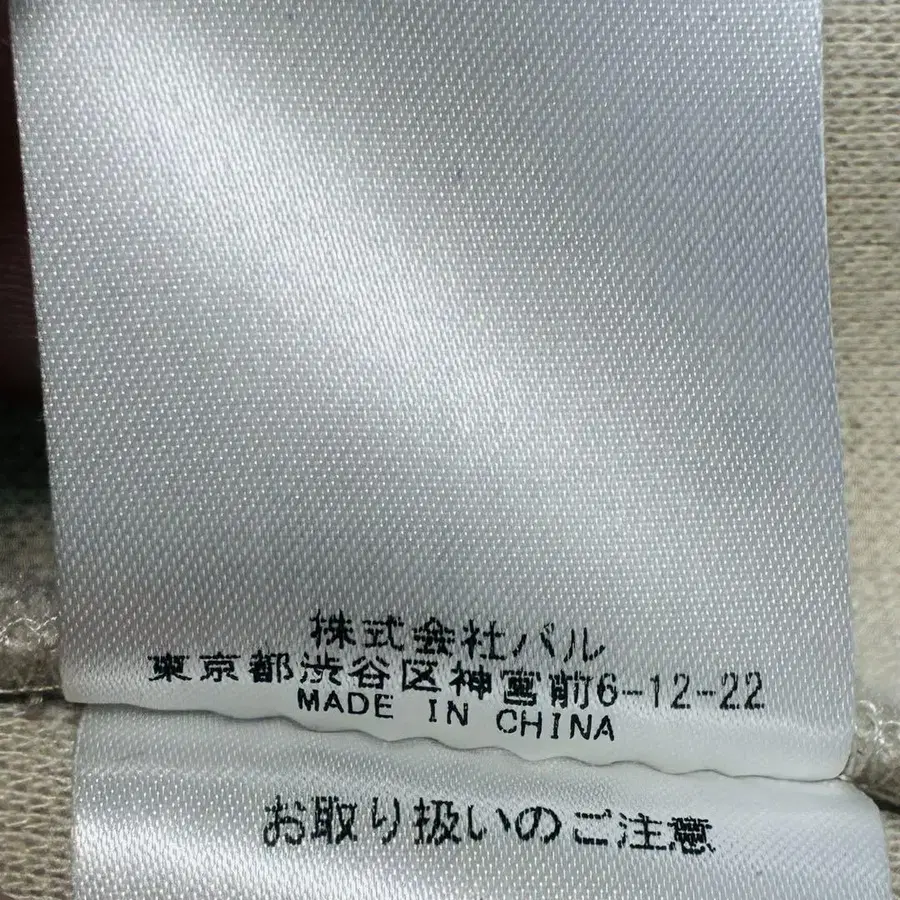 株式会社パル
東京都渋谷区神宮前6-12-22
MADE IN CHINA
お取り扱いのご注意